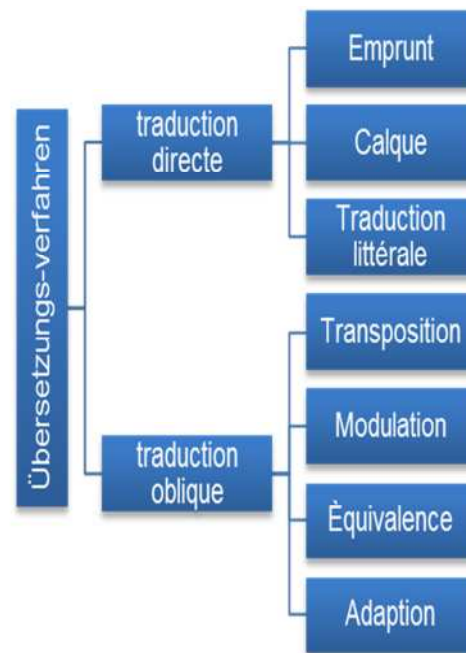 Übersetzungs-verfahren
traduction
directe
Emprunt
Calque
Traduction
littérale
traduction
oblique
Transposition
Modulation
Èquivalence
Adaption